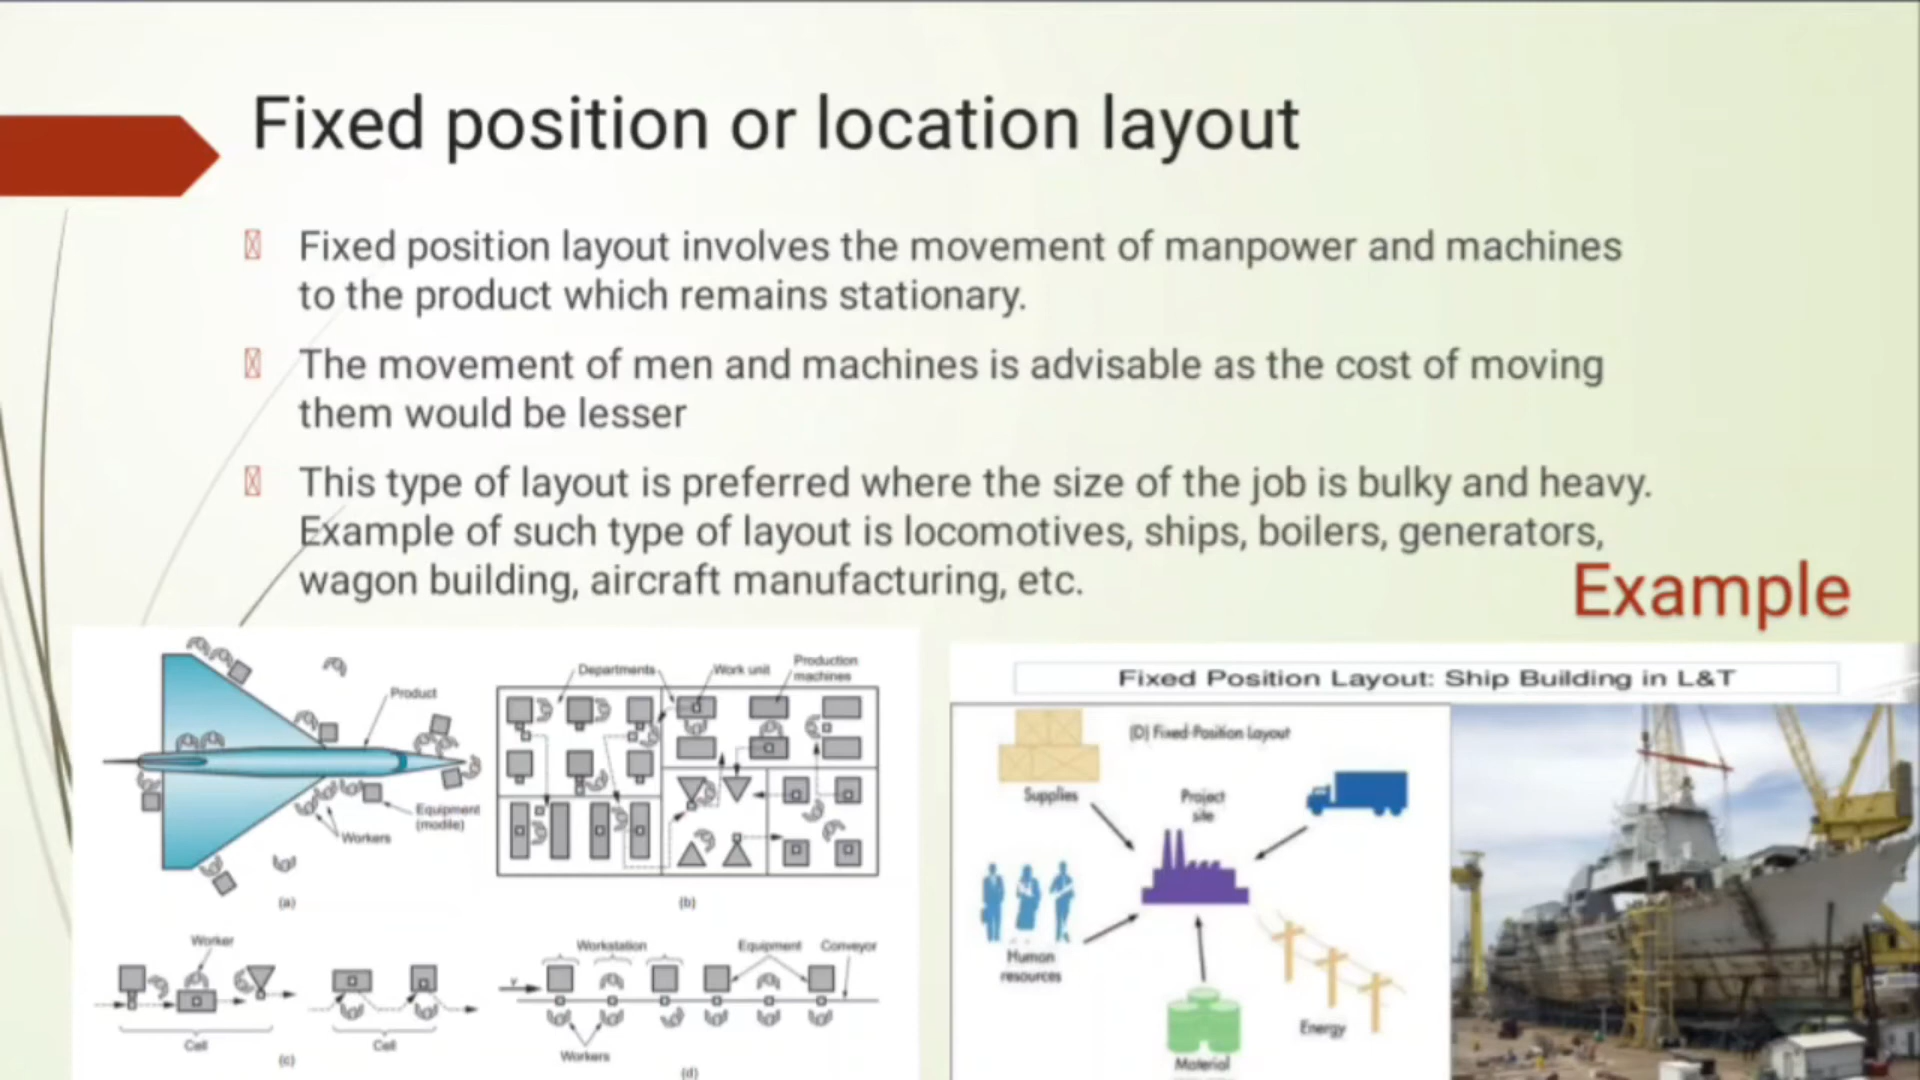 Fixed position or location layout
Fixed position layout involves the movement of manpower and machines
to the product which remains stationary.
The movement of men and machines is advisable as the cost of moving
them would be lesser
This type of layout is preferred where the size of the job is bulky and heavy.
Example of such type of layout is locomotives, ships, boilers, generators,
wagon building, aircraft manufacturing, etc.
Example
Product
Equipment
(modile)
Workers
(a)
Departments
Work unit
Production
machines
(b)
Worker
Cell
Cell
(c)
Workstation
Equipment
Conveyor
v
Workers
(d)
Fixed Position Layout: Ship Building in L&T
(D) Fixed-Position Layout
Supplies
Project
site
Human
resources
Energy
Material